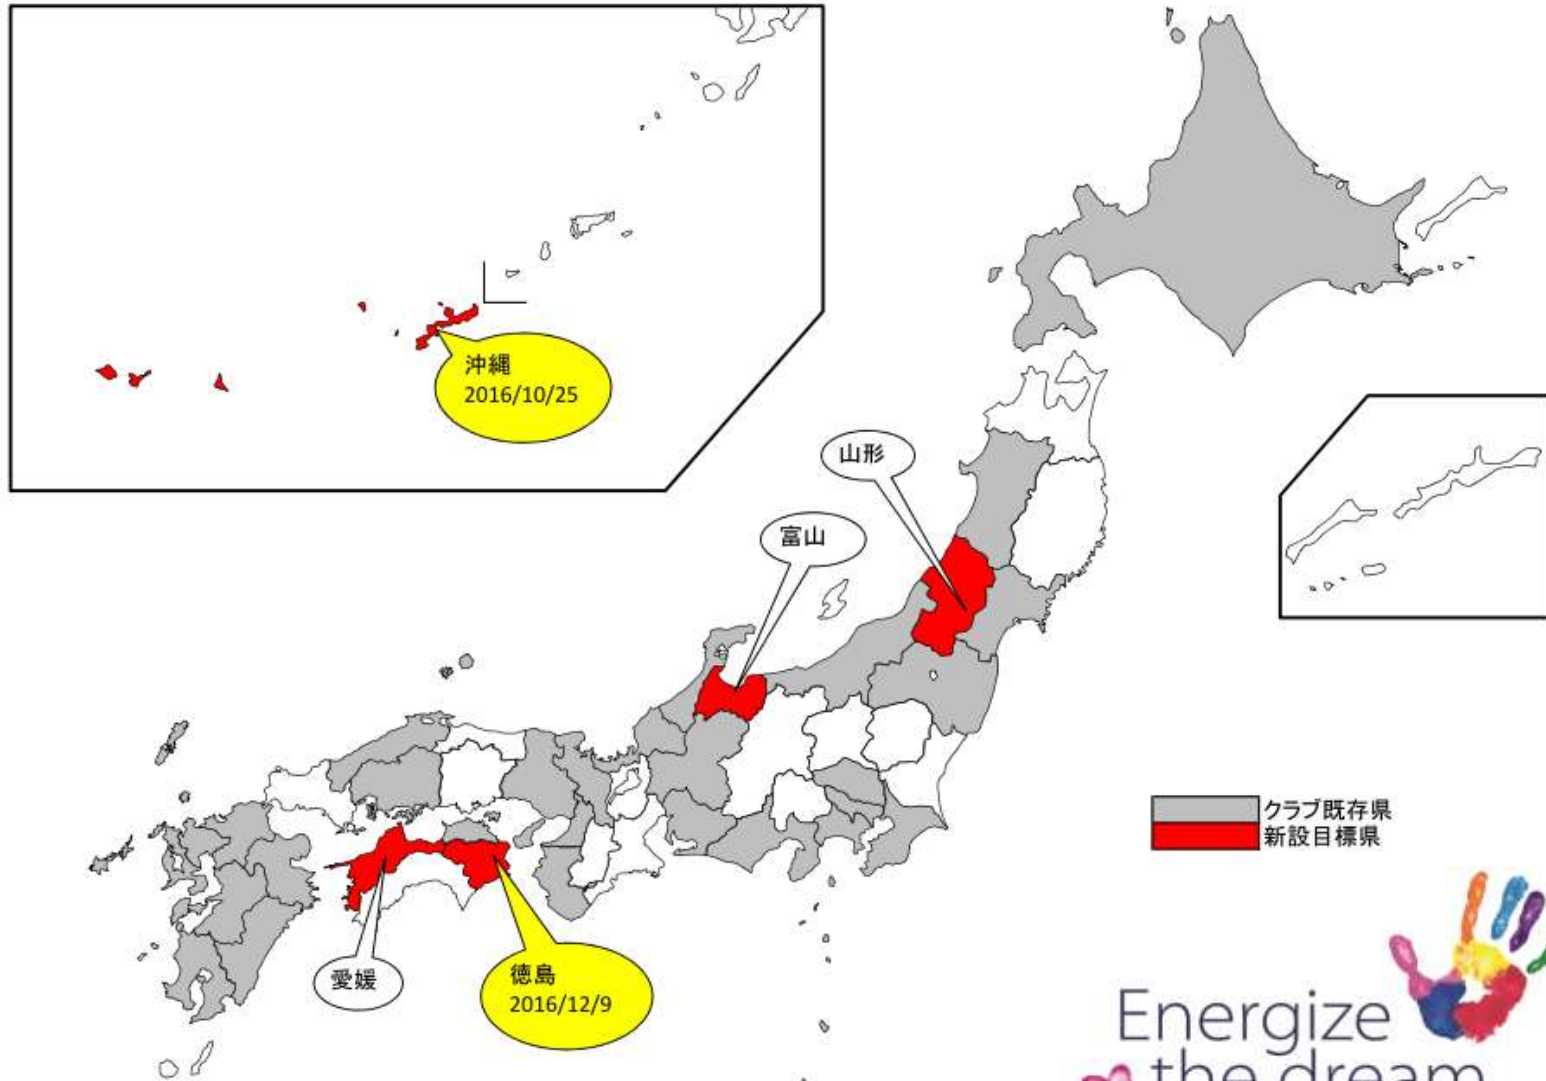 沖縄
2016/10/25
山形
富山
クラブ既存県
新設目標県
愛媛
徳島
2016/12/9
Energize
the dream